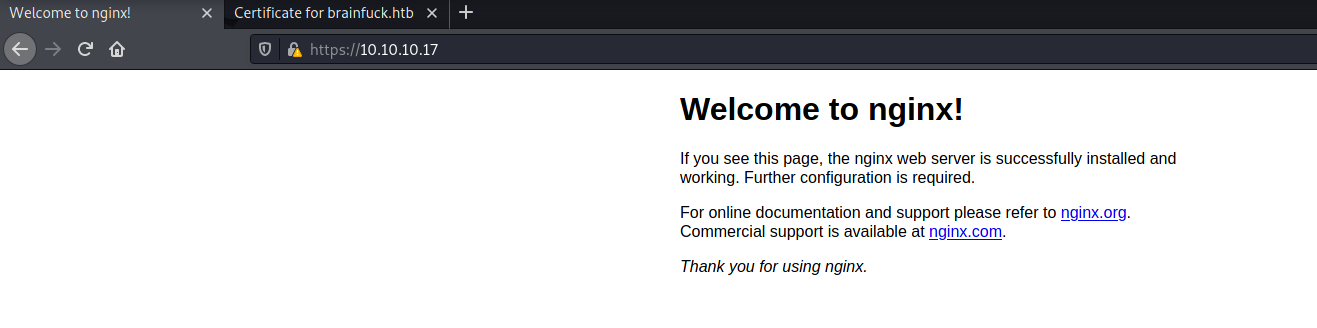 Welcome to nginx!
Certificate for brainfuck.htb
https://10.10.10.17
Welcome to nginx!
If you see this page, the nginx web server is successfully installed and
working. Further configuration is required.
For online documentation and support please refer to nginx.org.
Commercial support is available at nginx.com.
Thank you for using nginx.